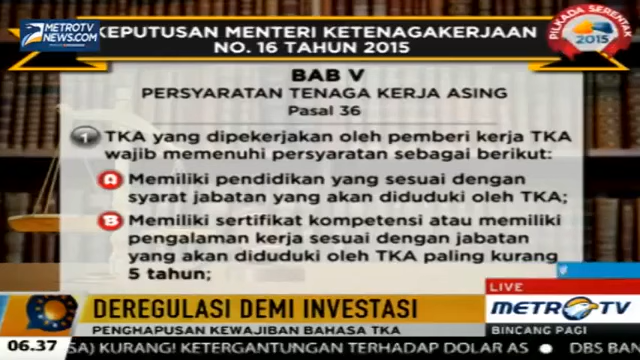 METROTV
NEWS.COM
KEPUTUSAN MENTERI KETENAGAKERJAAN
NO. 16 TAHUN 2015
PILKADA SERENTAK
2015
BAB V
PERSYARATAN TENAGA KERJA ASING
Pasal 36
1 TKA yang dipekerjakan oleh pemberi kerja TKA
wajib memenuhi persyaratan sebagai berikut:
A Memiliki pendidikan yang sesuai dengan
syarat jabatan yang akan diduduki oleh TKA;
B Memiliki sertifikat kompetensi atau memiliki
pengalaman kerja sesuai dengan jabatan
yang akan diduduki oleh TKA paling kurang
5 tahun;
LIVE
DEREGULASI DEMI INVESTASI
METRO TV
PENGHAPUSAN KEWAJIBAN BAHASA TKA
BINCANG PAGI
06.37
SA) KURANGI KETERGANTUNGAN TERHADAP DOLAR AS
DBS BAN